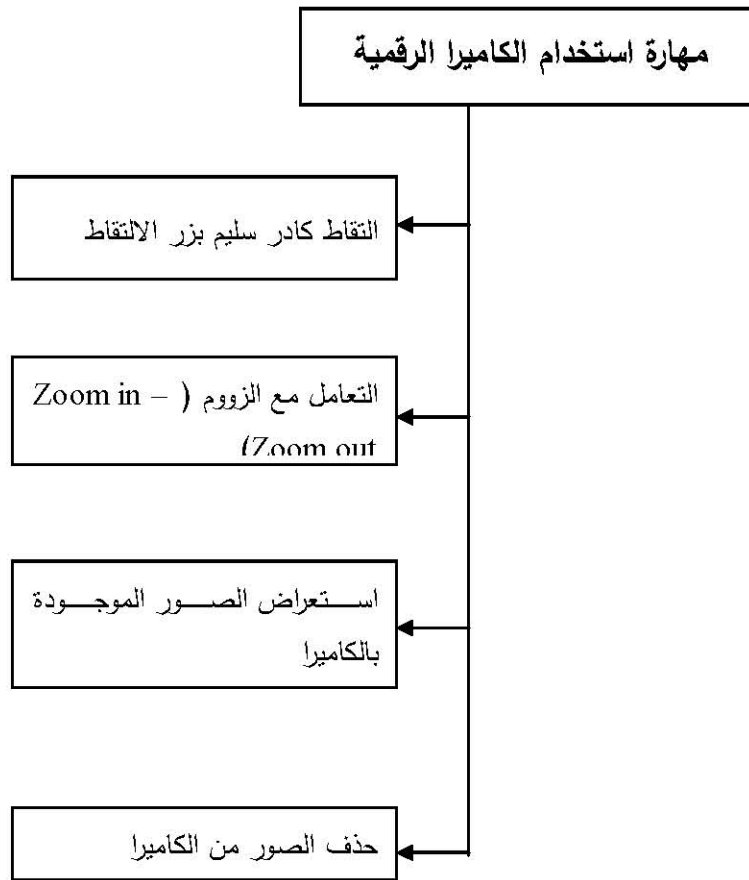 مهارة استخدام الكاميرا الرقمية
التقاط كادر سليم بزر الالتقاط
التعامل مع الزووم ( Zoom in –
Zoom out)
استعراض الصور الموجودة
بالكاميرا
حذف الصور من الكاميرا